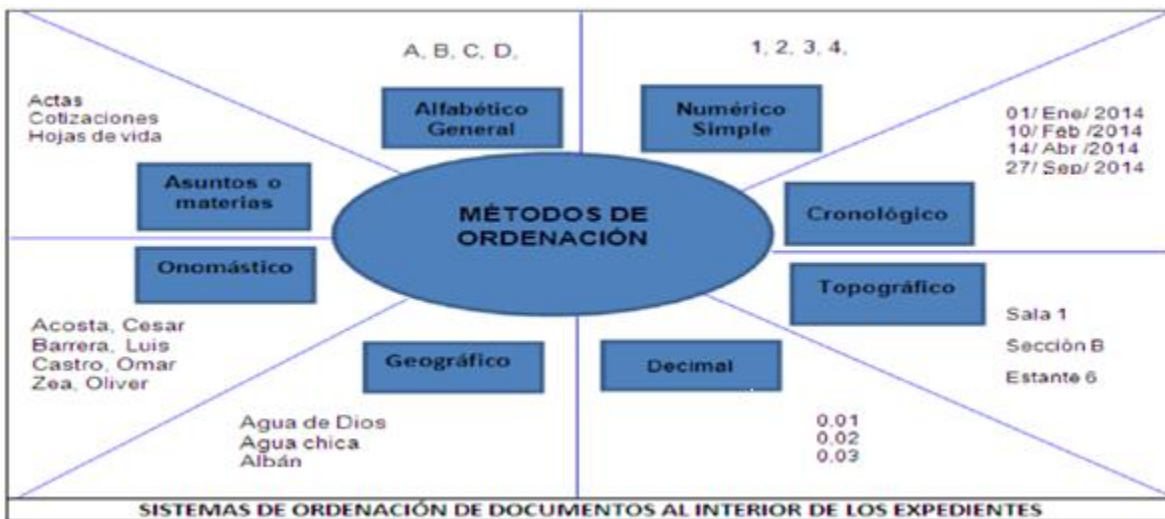 A, B, C, D,
Alfabético
General
1, 2, 3, 4,
Numérico
Simple
01/ Ene/ 2014
10/ Feb /2014
14/ Abr /2014
27/ Sep/ 2014
Cronológico
Topográfico
Sala 1
Sección B
Estante 6
Decimal
0.01
0,02
0,03
Geográfico
Agua de Dios
Agua chica
Albán
Onomástico
Acosta, Cesar
Barrera, Luis
Castro, Omar
Zea, Oliver
Actas
Cotizaciones
Hojas de vida
Asuntos o
materias
MÉTODOS DE
ORDENACIÓN
SISTEMAS DE ORDENACIÓN DE DOCUMENTOS AL INTERIOR DE LOS EXPEDIENTES